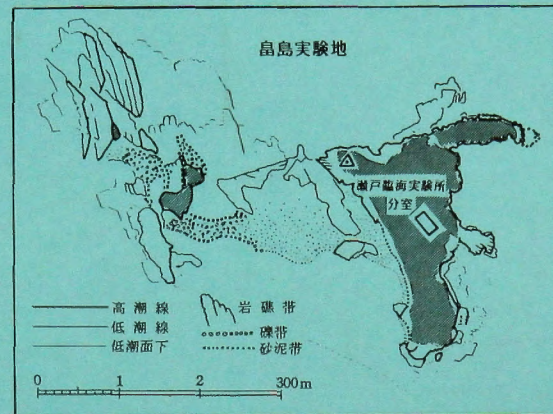 畠島実験地
瀬戸臨海実験所
分室
高潮線
低潮線
低潮面下
岩礁帯
礫帯
砂泥帯
0 1 2 300m